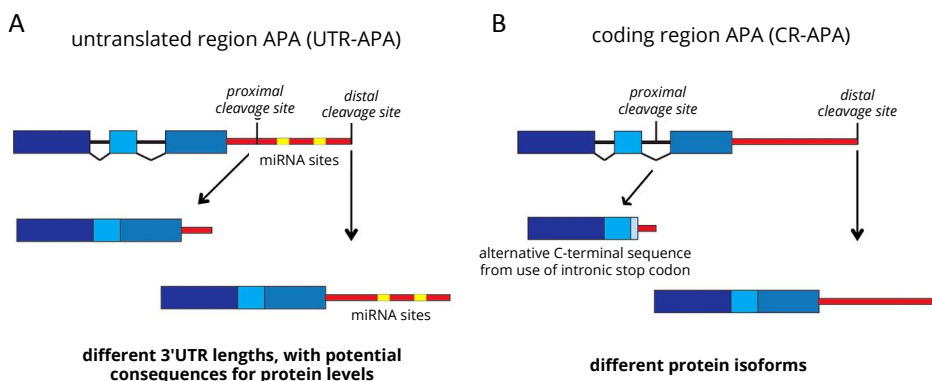 A
untranslated region APA (UTR-APA)
proximal
cleavage site
distal
cleavage site
miRNA sites
miRNA sites
different 3'UTR lengths, with potential
consequences for protein levels
B
coding region APA (CR-APA)
proximal
cleavage site
distal
cleavage site
alternative C-terminal sequence
from use of intronic stop codon
different protein isoforms